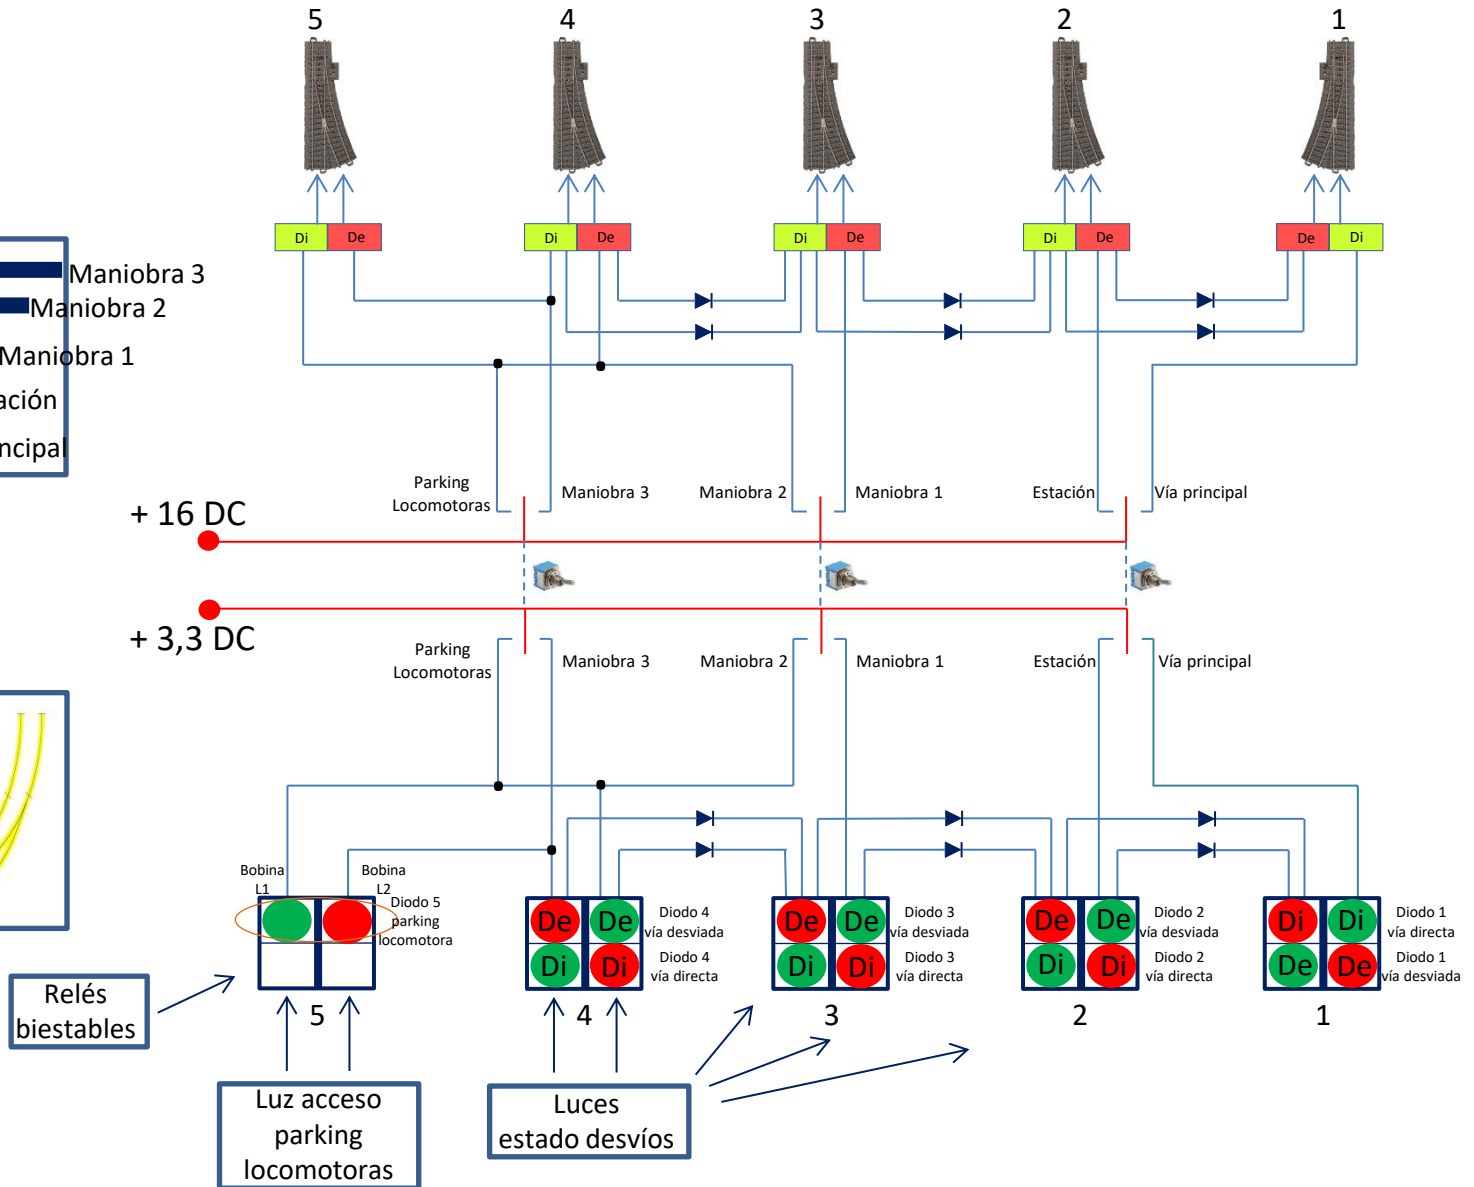 5 4 3 2 1
Di De Di De Di De Di De De Di
Maniobra 3
Maniobra 2
Maniobra 1
ación
ncipal
Parking
Locomotoras
Maniobra 3
Maniobra 2
Maniobra 1
Estación
Vía principal
+ 16 DC
+ 3,3 DC
Parking
Locomotoras
Maniobra 3
Maniobra 2
Maniobra 1
Estación
Vía principal
Bobina
L1
Bobina
L2
Diodo 5
parking
locomotora
De De
Di Di
Diodo 4
vía desviada
Diodo 4
vía directa
De De
Di Di
Diodo 3
vía desviada
Diodo 3
vía directa
De De
Di Di
Diodo 2
vía desviada
Diodo 2
vía directa
Di Di
De De
Diodo 1
vía directa
Diodo 1
vía desviada
5 4 3 2 1
Relés
biestables
Luz acceso
parking
locomotoras
Luces
estado desvíos